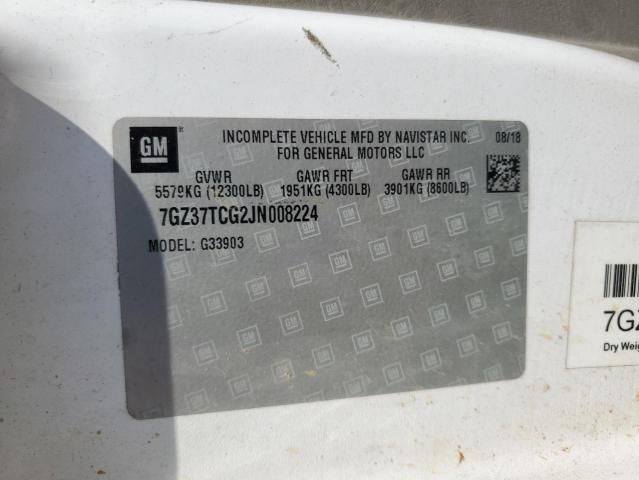 GM
INCOMPLETE VEHICLE MFD BY NAVISTAR INC. 08/18
FOR GENERAL MOTORS LLC
GVWR GAWR FRT GAWR RR
5579KG (12300LB) 1951KG (4300LB) 3901KG (8600LB)
7GZ37TCG2JN008224
MODEL: G33903
7GZ
Dry Weig